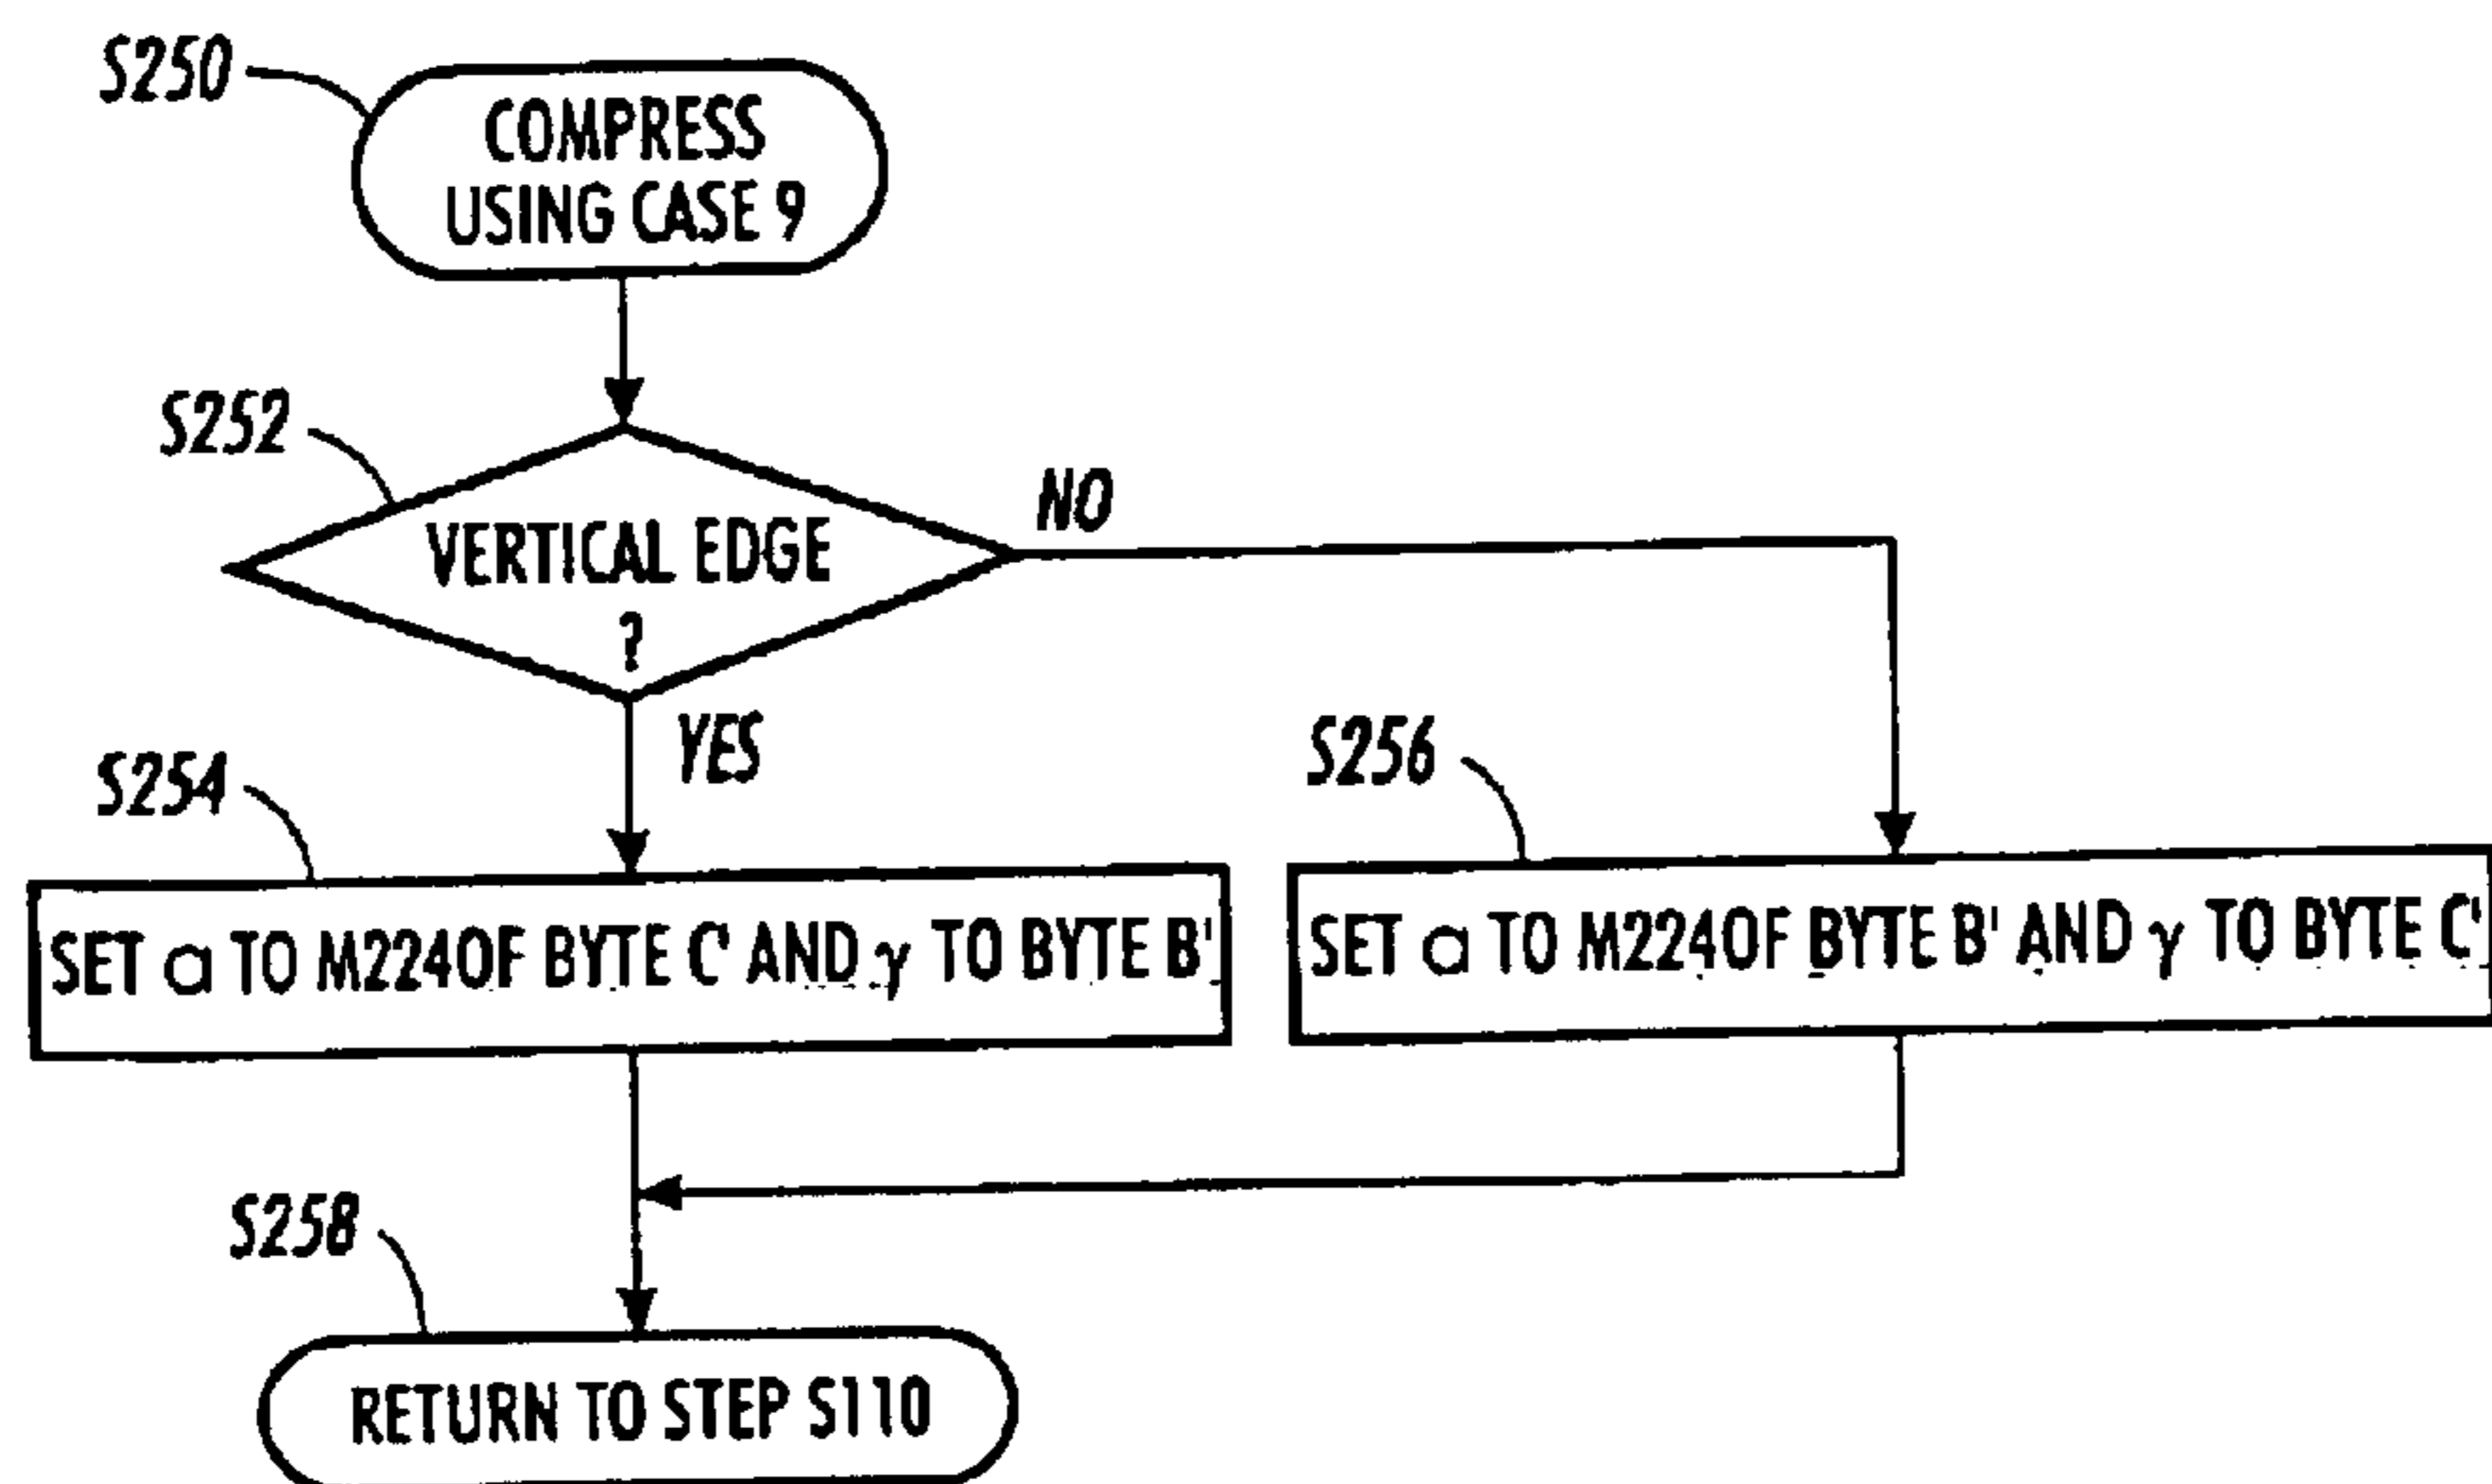 S250
COMPRESS
USING CASE 9
S252
VERTICAL EDGE
?
NO
YES
S254
S256
SET a TO M224OF BYTE C' AND γ TO BYTE B'
SET a TO M224OF BYTE B' AND γ TO BYTE C'
S258
RETURN TO STEP S110